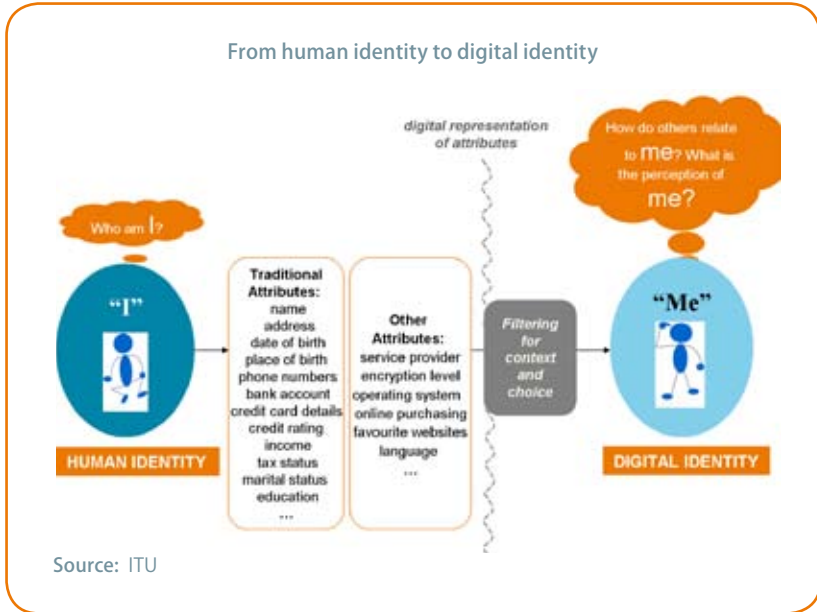 From human identity to digital identity
digital representation
of attributes
How do others relate
to me? What is
the perception of
me?
Who am I?
"I"
HUMAN IDENTITY
Traditional
Attributes:
name
address
date of birth
place of birth
phone numbers
bank account
credit card details
credit rating
income
tax status
marital status
education
...
Other
Attributes:
service provider
encryption level
operating system
online purchasing
favourite websites
language
...
Filtering
for
context
and
choice
"Me"
DIGITAL IDENTITY
Source: ITU